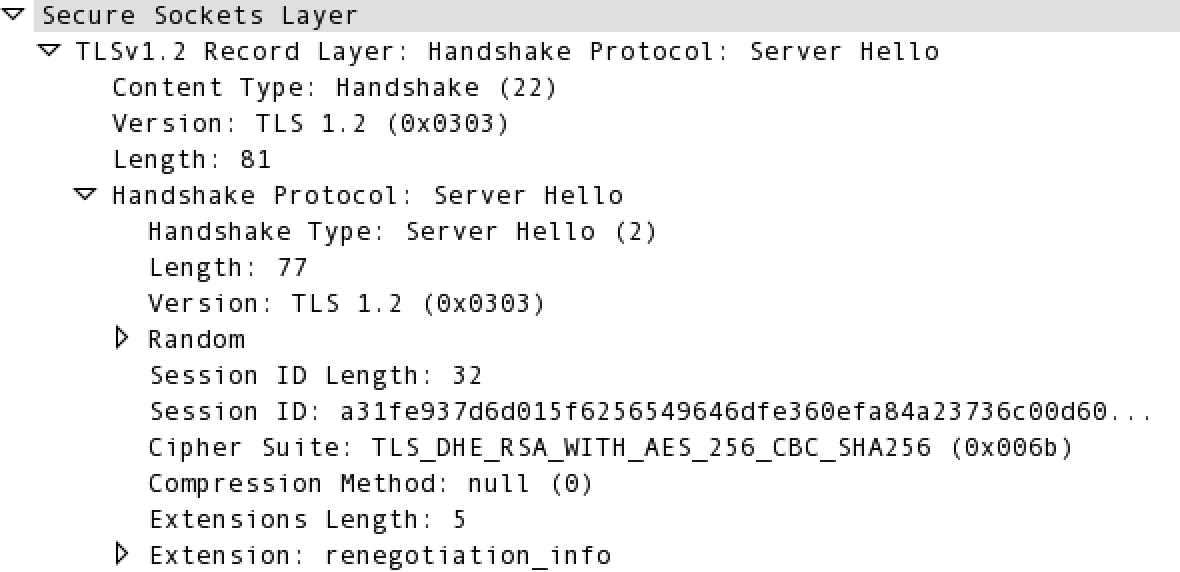 Secure Sockets Layer
TLSv1.2 Record Layer: Handshake Protocol: Server Hello
Content Type: Handshake (22)
Version: TLS 1.2 (0x0303)
Length: 81
Handshake Protocol: Server Hello
Handshake Type: Server Hello (2)
Length: 77
Version: TLS 1.2 (0x0303)
Random
Session ID Length: 32
Session ID: a31fe937d6d015f6256549646dfe360efa84a23736c00d60...
Cipher Suite: TLS_DHE_RSA_WITH_AES_256_CBC_SHA256 (0x006b)
Compression Method: null (0)
Extensions Length: 5
Extension: renegotiation_info